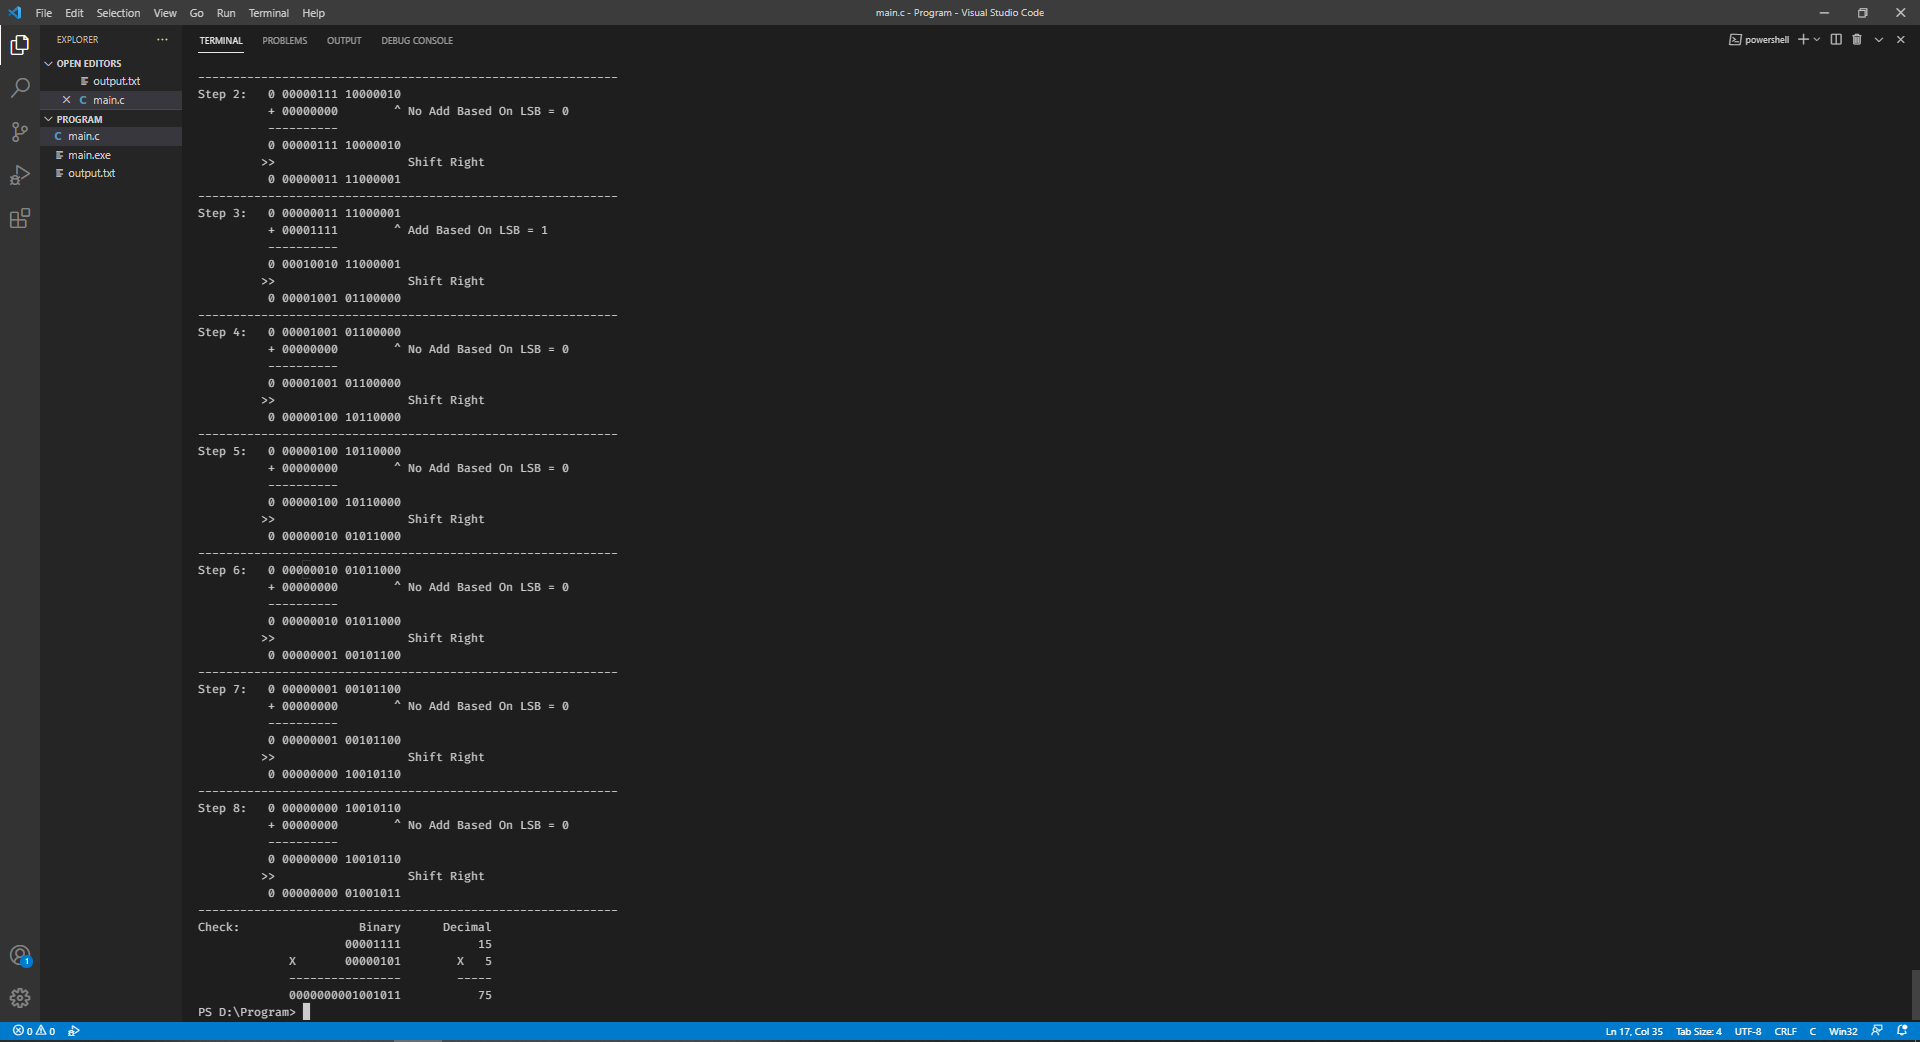 File Edit Selection View Go Run Terminal Help main.c - Program - Visual Studio Code
EXPLORER ···
OPEN EDITORS
output.txt
main.c
PROGRAM
main.c
main.exe
output.txt
TERMINAL PROBLEMS OUTPUT DEBUG CONSOLE powershell
------------------------------------------------------------
Step 2:   0 00000111 10000010
          + 00000000        ^ No Add Based On LSB = 0
          ----------
          0 00000111 10000010
         >>                   Shift Right
          0 00000011 11000001
------------------------------------------------------------
Step 3:   0 00000011 11000001
          + 00001111        ^ Add Based On LSB = 1
          ----------
          0 00010010 11000001
         >>                   Shift Right
          0 00001001 01100000
------------------------------------------------------------
Step 4:   0 00001001 01100000
          + 00000000        ^ No Add Based On LSB = 0
          ----------
          0 00001001 01100000
         >>                   Shift Right
          0 00000100 10110000
------------------------------------------------------------
Step 5:   0 00000100 10110000
          + 00000000        ^ No Add Based On LSB = 0
          ----------
          0 00000100 10110000
         >>                   Shift Right
          0 00000010 01011000
------------------------------------------------------------
Step 6:   0 00000010 01011000
          + 00000000        ^ No Add Based On LSB = 0
          ----------
          0 00000010 01011000
         >>                   Shift Right
          0 00000001 00101100
------------------------------------------------------------
Step 7:   0 00000001 00101100
          + 00000000        ^ No Add Based On LSB = 0
          ----------
          0 00000001 00101100
         >>                   Shift Right
          0 00000000 10010110
------------------------------------------------------------
Step 8:   0 00000000 10010110
          + 00000000        ^ No Add Based On LSB = 0
          ----------
          0 00000000 10010110
         >>                   Shift Right
          0 00000000 01001011
------------------------------------------------------------
Check:                 Binary      Decimal
                     00001111           15
             X       00000101       X   5
             ----------------       -----
             0000000001001011           75
PS D:\Program>
1
0 0 Ln 17, Col 35 Tab Size: 4 UTF-8 CRLF C Win32